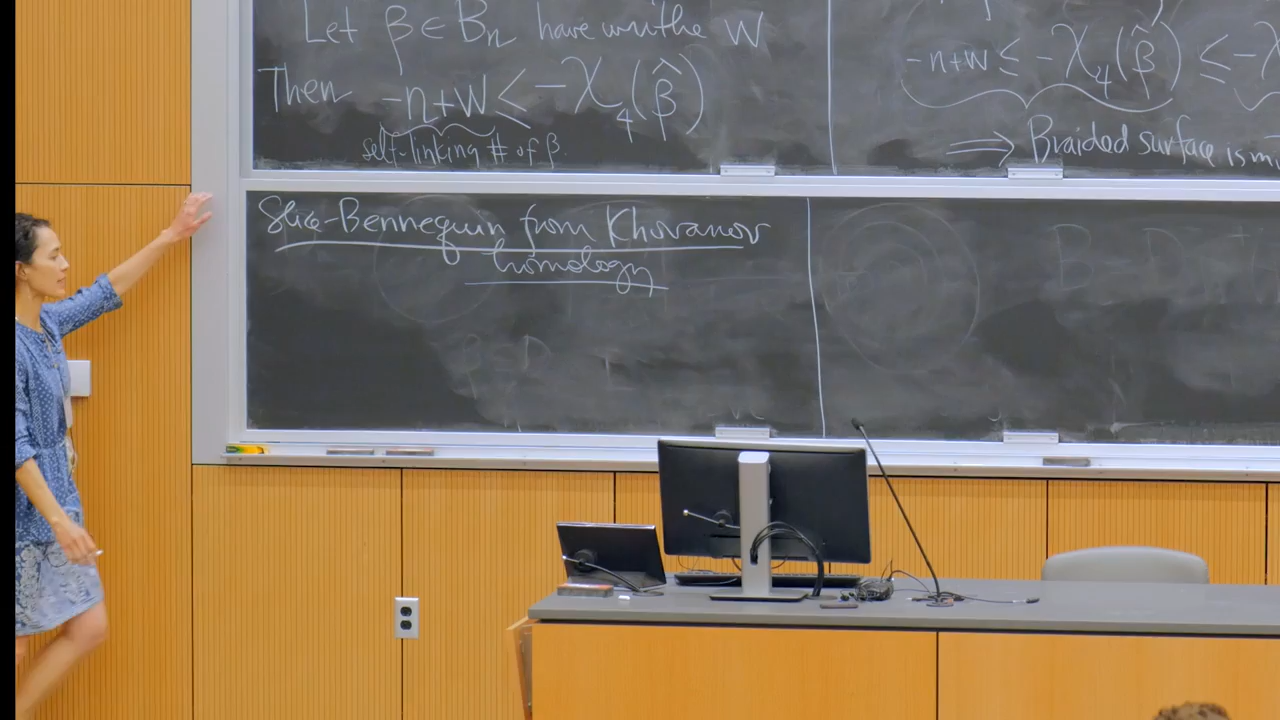 Let β ∈ Bn have writhe W
Then -n+W ≤ -χ₄(β̂)
self-linking # of β.
-n+w ≤ -χ₄(β̂) ≤ -χ
⟹ Braided surface is m
Slice-Bennequin from Khovanov
homology